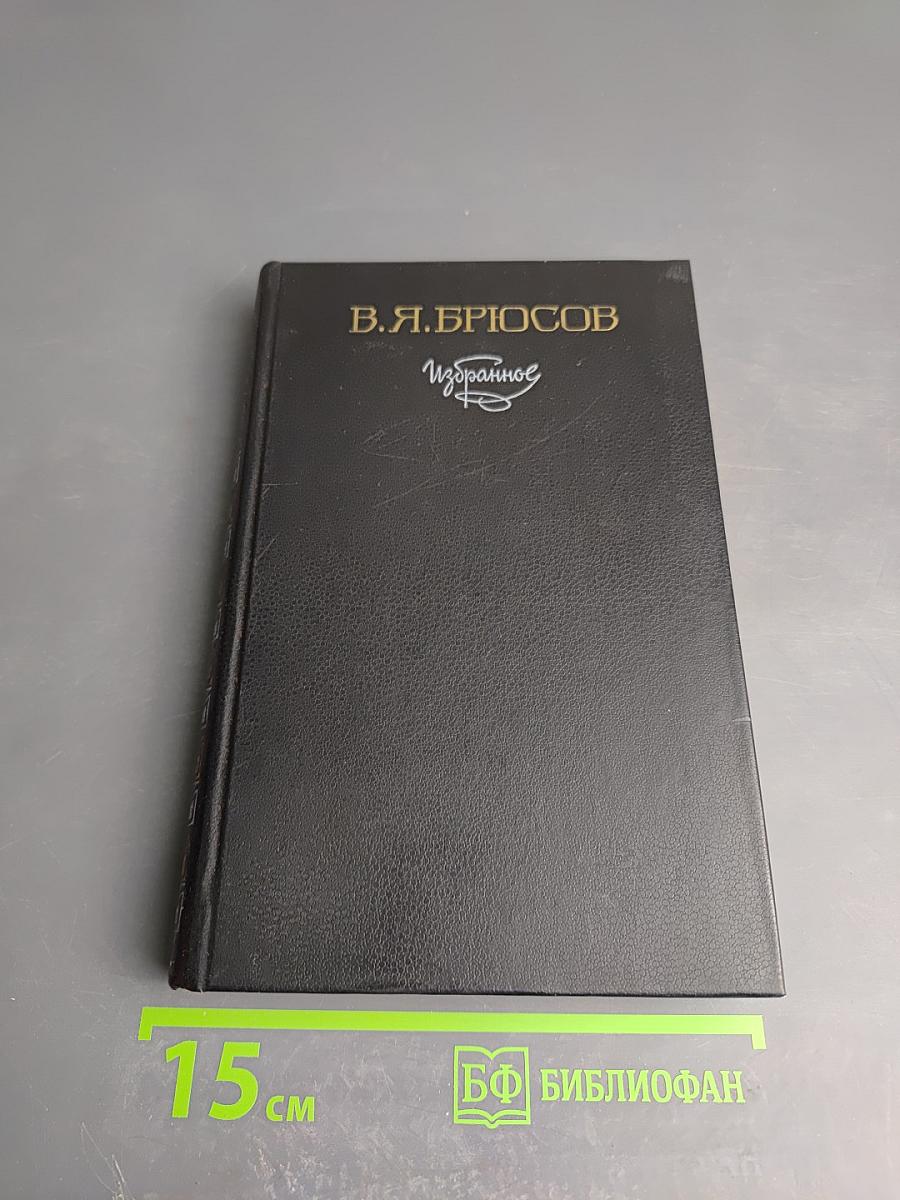 В.Я.БРЮСОВ
Избранное
15 см
БФ БИБЛИОФАН